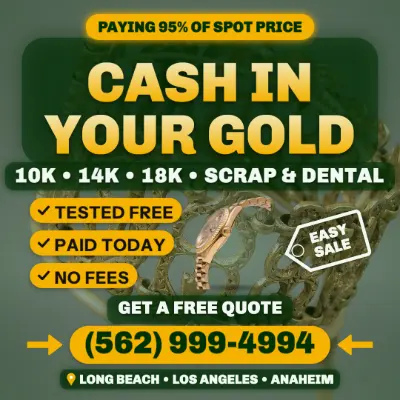 PAYING 95% OF SPOT PRICE
CASH IN
YOUR GOLD
10K • 14K • 18K • SCRAP & DENTAL
TESTED FREE
PAID TODAY
NO FEES
EASY
SALE
GET A FREE QUOTE
(562) 999-4994
LONG BEACH • LOS ANGELES • ANAHEIM